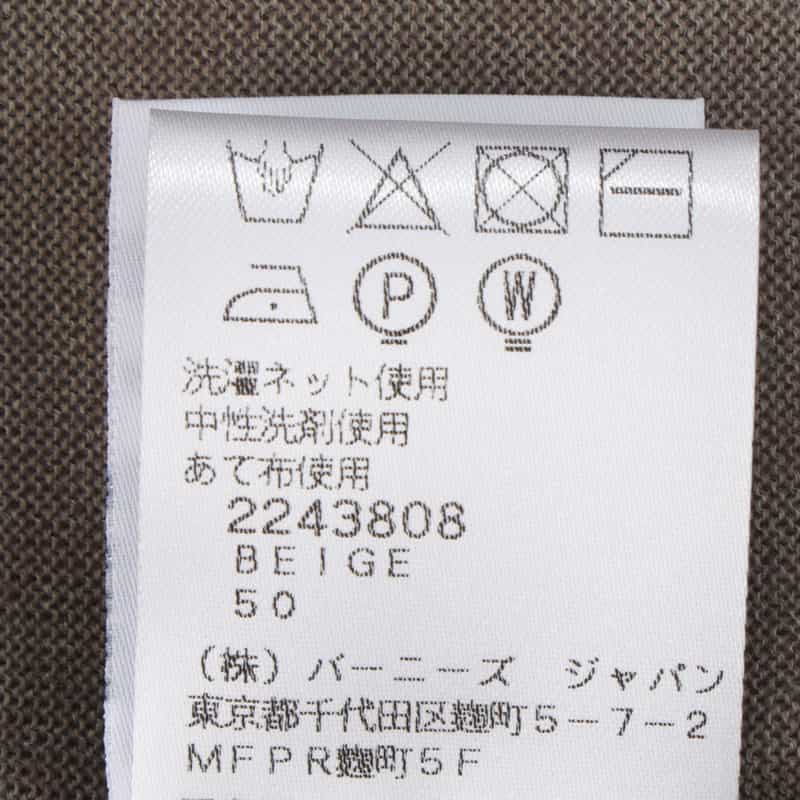 P W
洗濯ネット使用
中性洗剤使用
あて布使用
2243808
BEIGE
50
(株) バーニーズ ジャパン
東京都千代田区麹町5-7-2
MFPR麹町5F